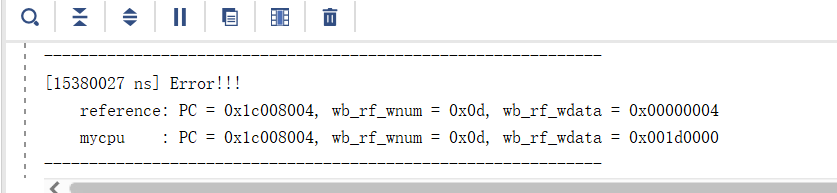 -------------------------------------------------------------
[15380027 ns] Error!!!
    reference: PC = 0x1c008004, wb_rf_wnum = 0x0d, wb_rf_wdata = 0x00000004
    mycpu    : PC = 0x1c008004, wb_rf_wnum = 0x0d, wb_rf_wdata = 0x001d0000
-------------------------------------------------------------